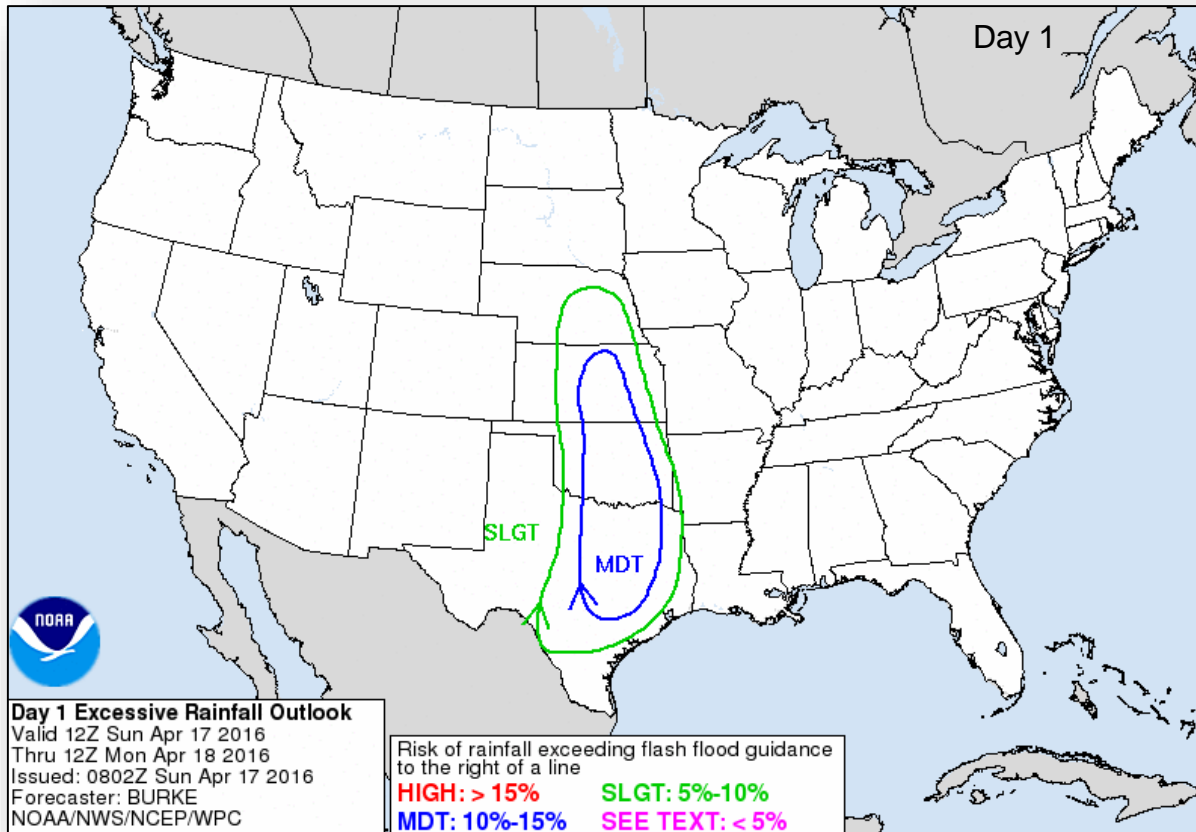 Day 1
SLGT
MDT
NOAA
Day 1 Excessive Rainfall Outlook
Valid 12Z Sun Apr 17 2016
Thru 12Z Mon Apr 18 2016
Issued: 0802Z Sun Apr 17 2016
Forecaster: BURKE
NOAA/NWS/NCEP/WPC
Risk of rainfall exceeding flash flood guidance
to the right of a line
HIGH: > 15% SLGT: 5%-10%
MDT: 10%-15% SEE TEXT: < 5%